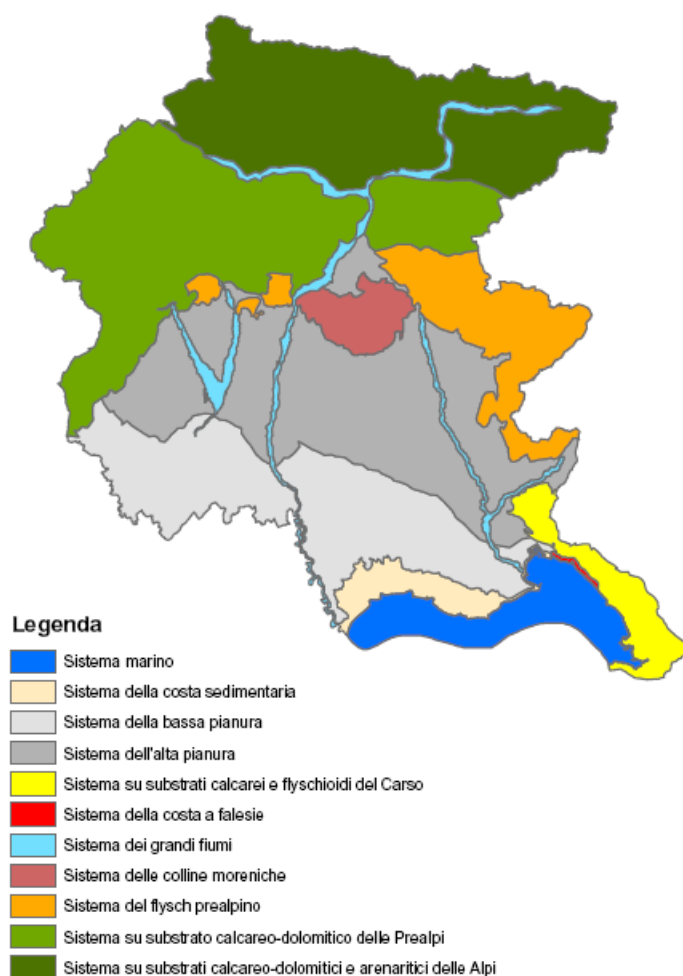 Legenda
Sistema marino
Sistema della costa sedimentaria
Sistema della bassa pianura
Sistema dell'alta pianura
Sistema su substrati calcarei e flyschioidi del Carso
Sistema della costa a falesie
Sistema dei grandi fiumi
Sistema delle colline moreniche
Sistema del flysch prealpino
Sistema su substrato calcareo-dolomitico delle Prealpi
Sistema su substrati calcareo-dolomitici e arenaritici delle Alpi